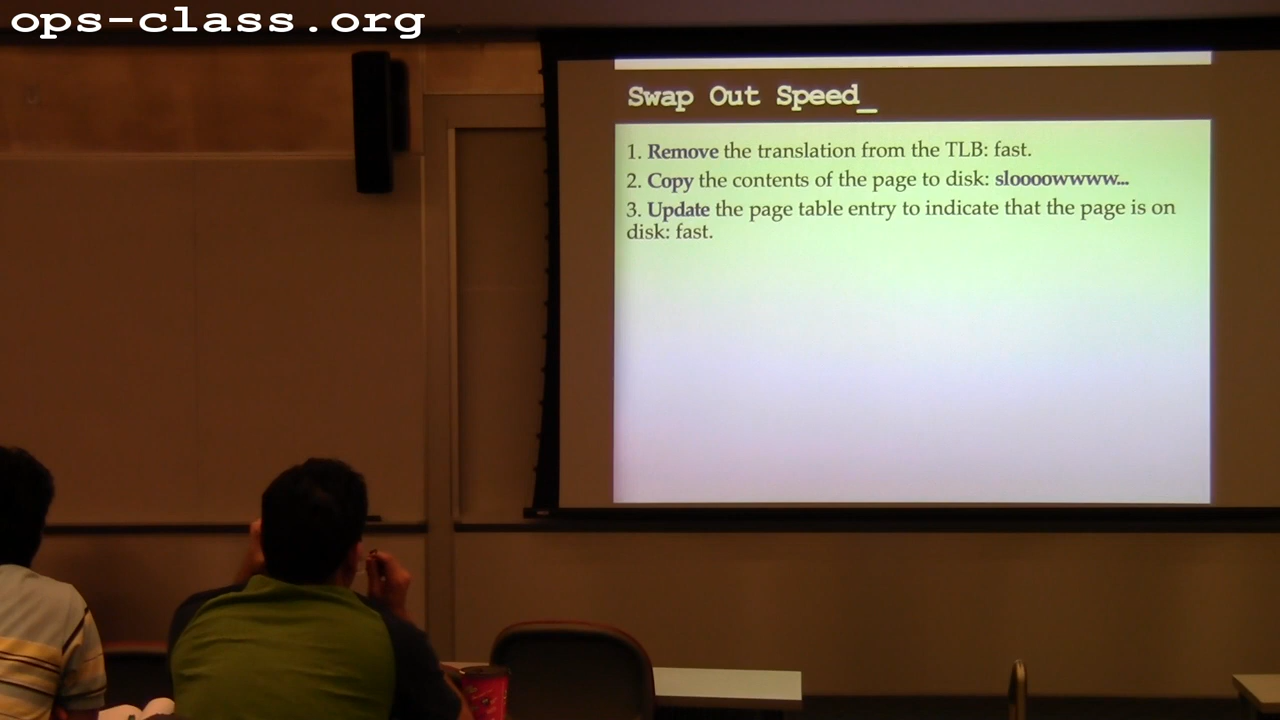 ops-class.org
Swap Out Speed_
1. Remove the translation from the TLB: fast.
2. Copy the contents of the page to disk: sloooowwww...
3. Update the page table entry to indicate that the page is on
disk: fast.